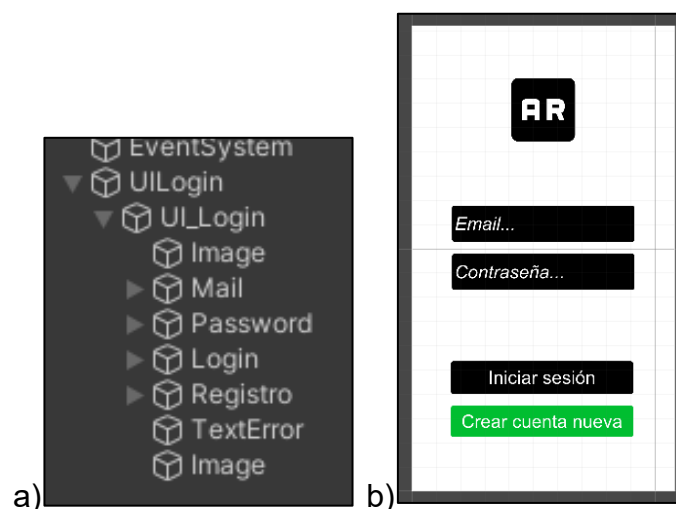 EventSystem
UILogin
UI_Login
Image
Mail
Password
Login
Registro
TextError
Image
a)
AR
Email...
Contraseña...
Iniciar sesión
Crear cuenta nueva
b)